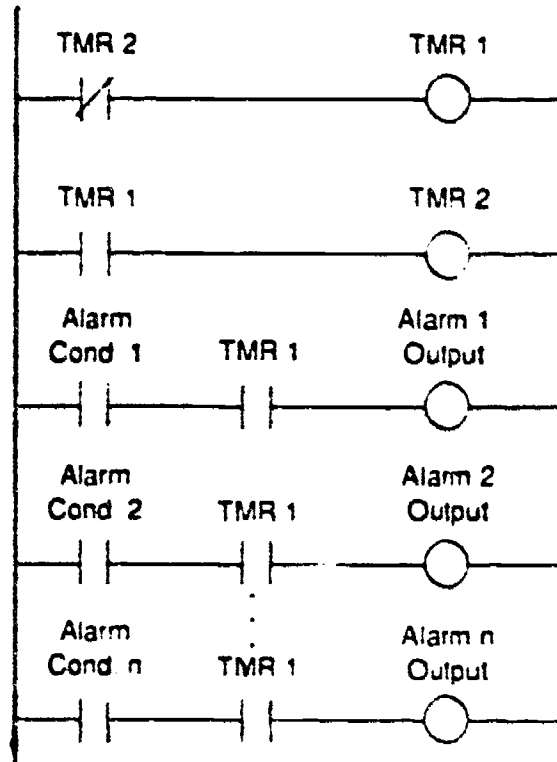 TMR 2 TMR 1
TMR 1 TMR 2
Alarm Alarm 1
Cond 1 TMR 1 Output
Alarm Alarm 2
Cond 2 TMR 1 Output
Alarm Alarm n
Cond. n TMR 1 Output